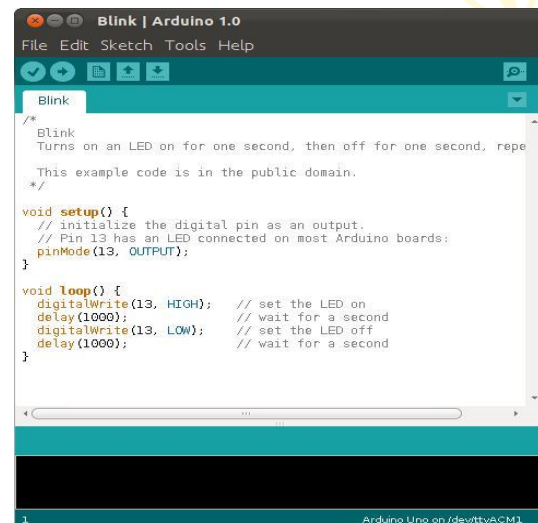 Blink | Arduino 1.0
File Edit Sketch Tools Help
Blink
/*
  Blink
  Turns on an LED on for one second, then off for one second, repe

  This example code is in the public domain.
 */

void setup() {
  // initialize the digital pin as an output.
  // Pin 13 has an LED connected on most Arduino boards:
  pinMode(13, OUTPUT);
}

void loop() {
  digitalWrite(13, HIGH);   // set the LED on
  delay(1000);              // wait for a second
  digitalWrite(13, LOW);    // set the LED off
  delay(1000);              // wait for a second
}
1 Arduino Uno on /dev/ttyACM1